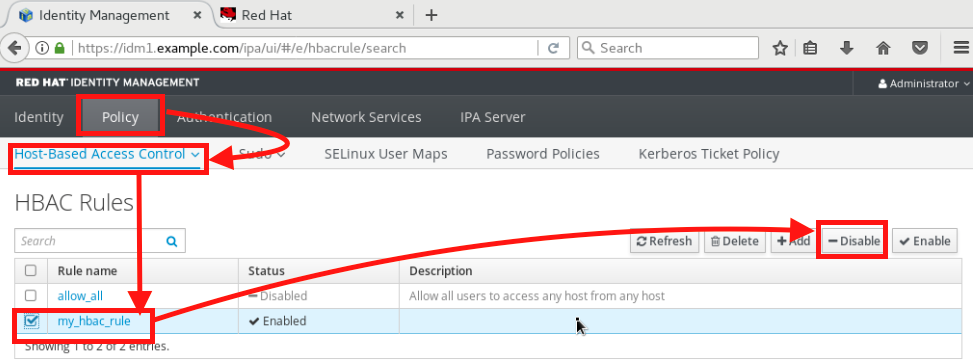 Identity Management × Red Hat × +
https://idm1.example.com/ipa/ui/#/e/hbacrule/search Search
RED HAT IDENTITY MANAGEMENT Administrator
Identity Policy Authentication Network Services IPA Server
Host-Based Access Control Sudo SELinux User Maps Password Policies Kerberos Ticket Policy
HBAC Rules
Search Refresh Delete + Add Disable Enable
Rule name Status Description
allow_all Disabled Allow all users to access any host from any host
my_hbac_rule Enabled
Showing 1 to 2 of 2 entries.